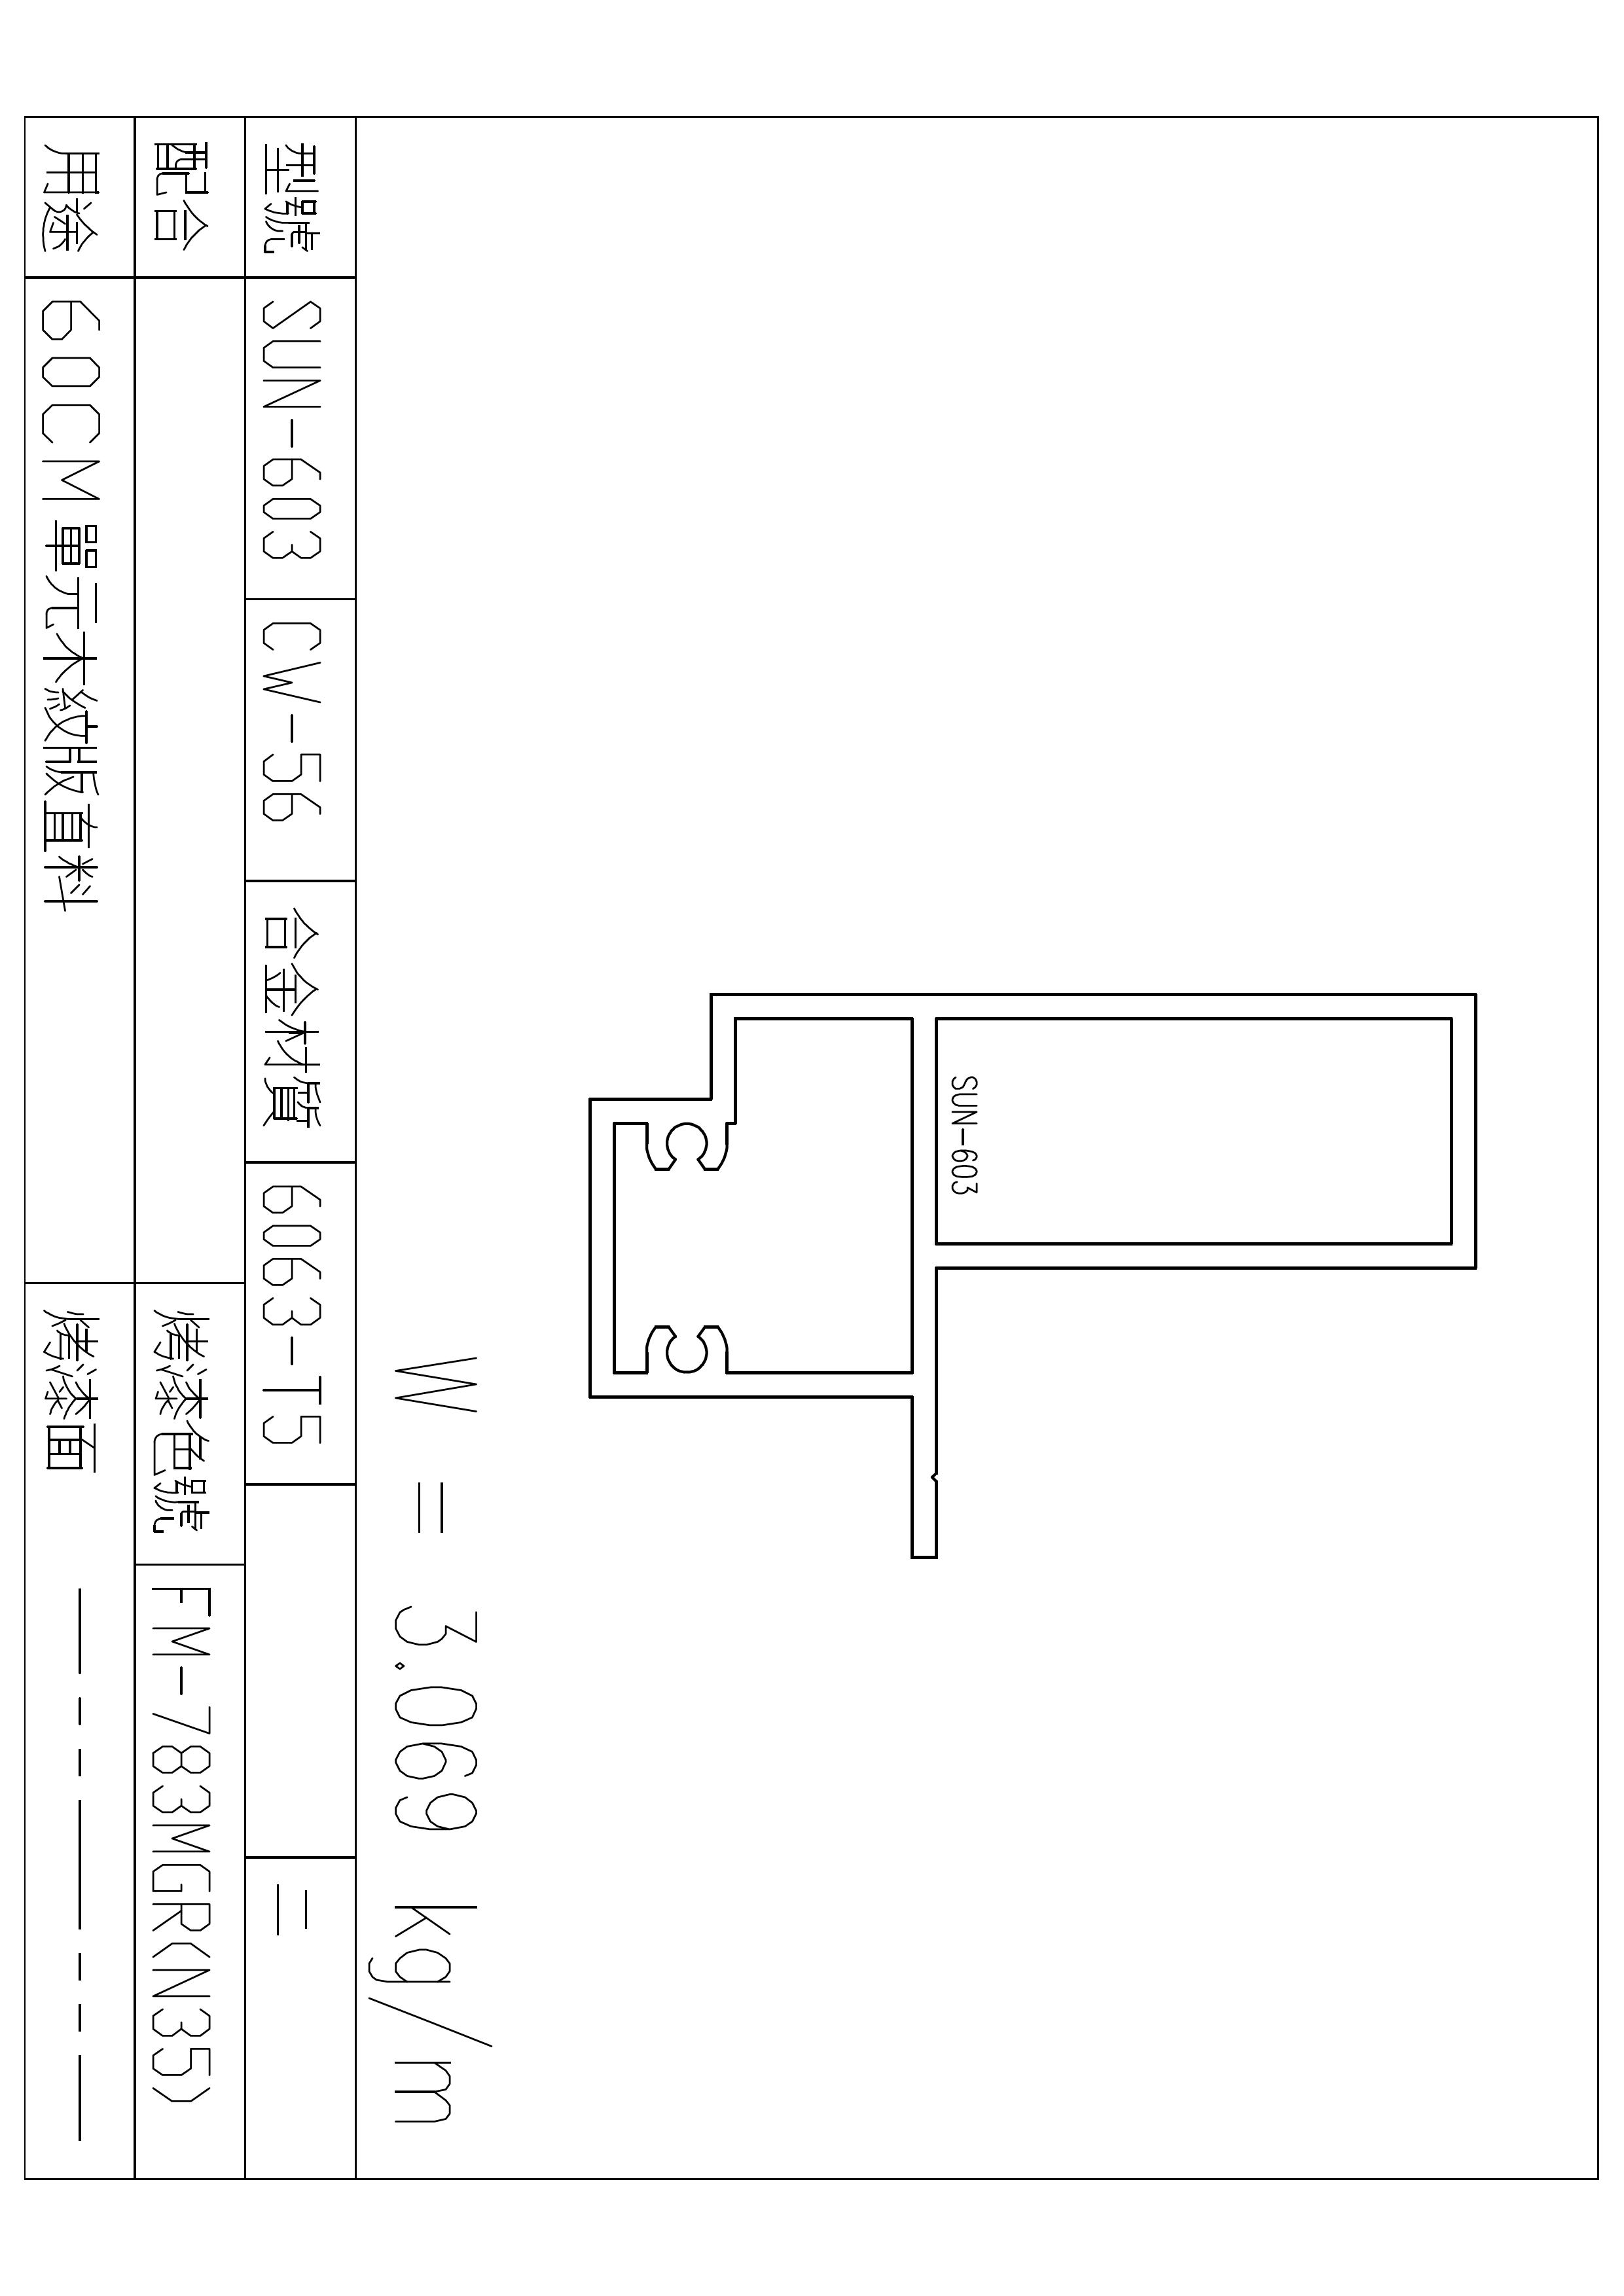 SUN-603
W = 3.069 kg/m
型號 SUN-603 CW-56 合金材質 6063-T5 二
配合 烤漆色號 FM-783MGR(N35)
用途 60CM單元木紋版直料 烤漆面